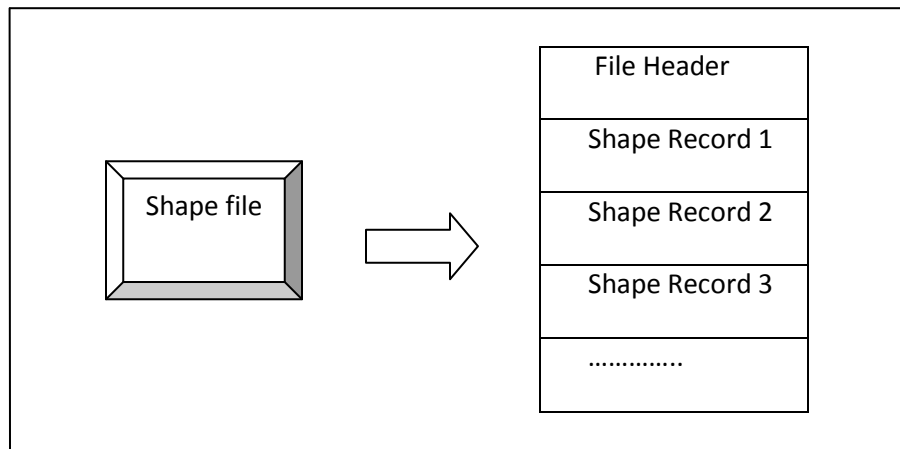 Shape file
File Header
Shape Record 1
Shape Record 2
Shape Record 3
…………..